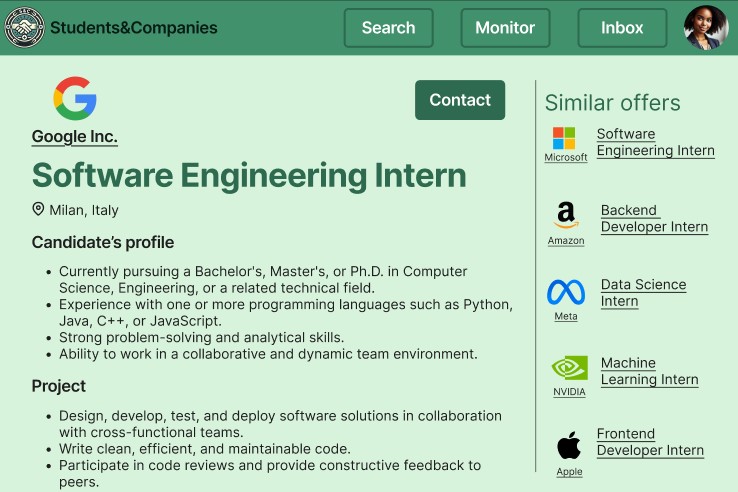 Students&Companies
Search
Monitor
Inbox
Google Inc.
Contact
Software Engineering Intern
Milan, Italy
Candidate's profile
• Currently pursuing a Bachelor's, Master's, or Ph.D. in Computer
Science, Engineering, or a related technical field.
• Experience with one or more programming languages such as Python,
Java, C++, or JavaScript.
• Strong problem-solving and analytical skills.
• Ability to work in a collaborative and dynamic team environment.
Project
• Design, develop, test, and deploy software solutions in collaboration
with cross-functional teams.
• Write clean, efficient, and maintainable code.
• Participate in code reviews and provide constructive feedback to
peers.
Similar offers
Microsoft
Software
Engineering Intern
Amazon
Backend
Developer Intern
Meta
Data Science
Intern
NVIDIA
Machine
Learning Intern
Apple
Frontend
Developer Intern